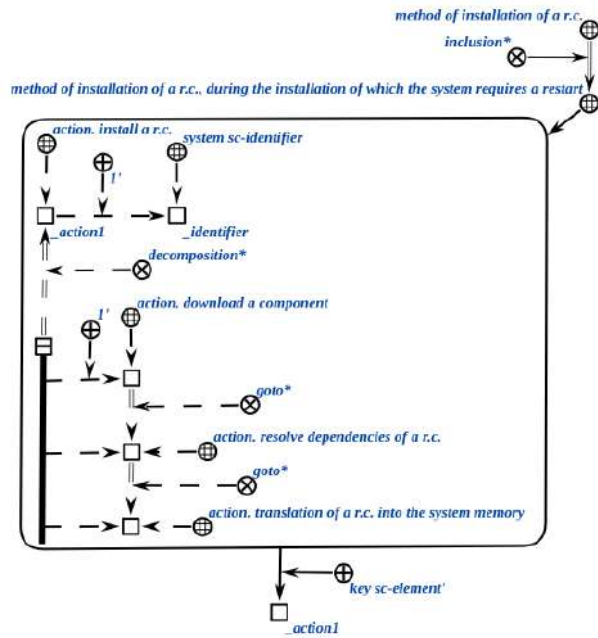 method of installation of a r.c.
inclusion*
method of installation of a r.c., during the installation of which the system requires a restart
action. install a r.c.
system sc-identifier
1'
_action1
_identifier
decomposition*
action. download a component
1'
goto*
action. resolve dependencies of a r.c.
goto*
action. translation of a r.c. into the system memory
key sc-element'
_action1